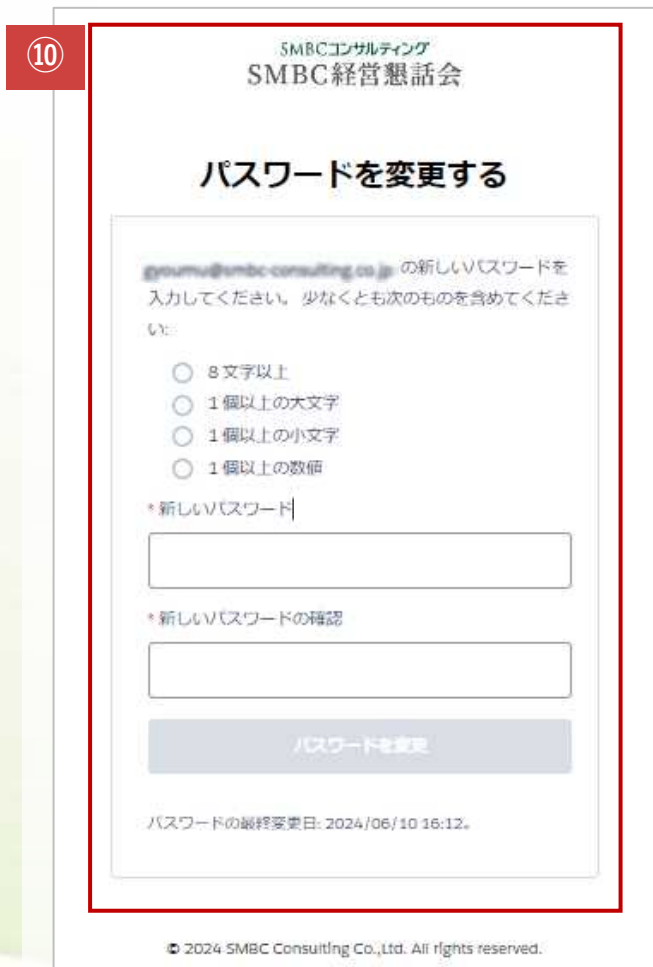 ⑩
SMBCコンサルティング
SMBC経営懇話会
パスワードを変更する
の新しいパスワードを
入力してください。 少なくとも次のものを含めてくださ
い:
8 文字以上
1 個以上の大文字
1 個以上の小文字
1 個以上の数値
* 新しいパスワード
* 新しいパスワードの確認
パスワードを変更
パスワードの最終変更日: 2024/06/10 16:12。
© 2024 SMBC Consulting Co.,Ltd. All rights reserved.